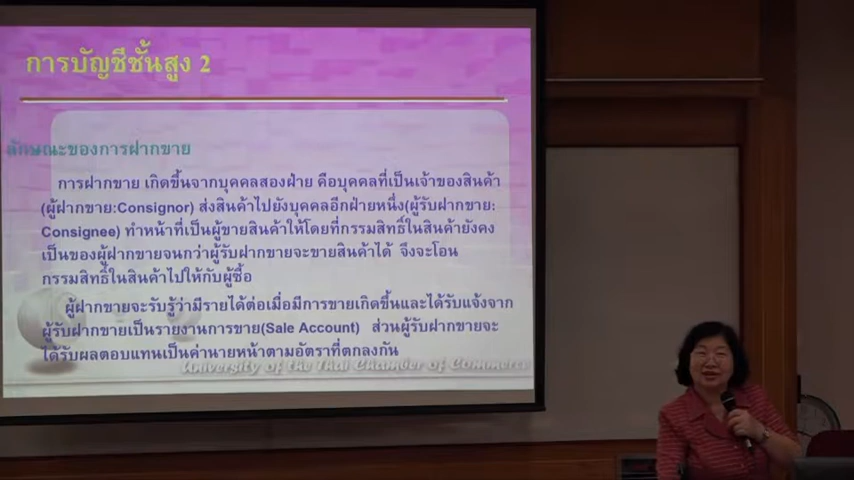 การบัญชีชั้นสูง 2
ลักษณะของการฝากขาย
การฝากขาย เกิดขึ้นจากบุคคลสองฝ่าย คือบุคคลที่เป็นเจ้าของสินค้า
(ผู้ฝากขาย:Consignor) ส่งสินค้าไปยังบุคคลอีกฝ่ายหนึ่ง(ผู้รับฝากขาย:
Consignee) ทำหน้าที่เป็นผู้ขายสินค้าให้โดยที่กรรมสิทธิ์ในสินค้ายังคง
เป็นของผู้ฝากขายจนกว่าผู้รับฝากขายจะขายสินค้าได้ จึงจะโอน
กรรมสิทธิ์ในสินค้าไปให้กับผู้ซื้อ
ผู้ฝากขายจะรับรู้ว่ามีรายได้ต่อเมื่อมีการขายเกิดขึ้นและได้รับแจ้งจาก
ผู้รับฝากขายเป็นรายงานการขาย(Sale Account) ส่วนผู้รับฝากขายจะ
ได้รับผลตอบแทนเป็นค่านายหน้าตามอัตราที่ตกลงกัน
University of the Thai Chamber of Commerce